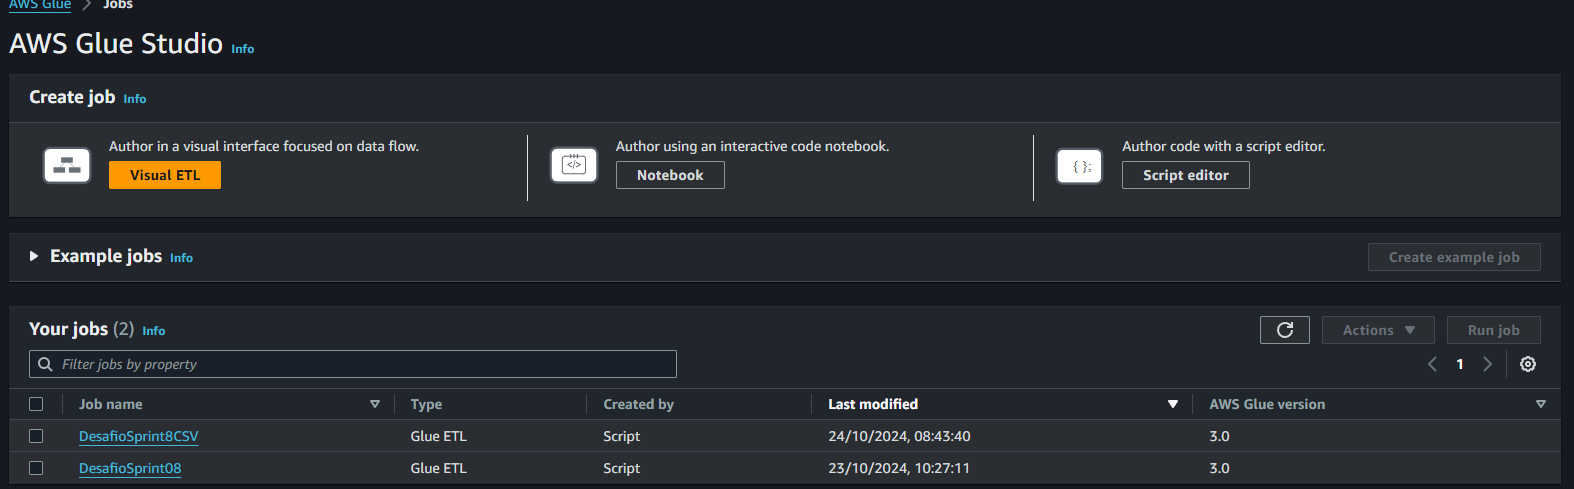 AWS Glue > Jobs
AWS Glue Studio Info
Create job Info
Author in a visual interface focused on data flow.
Visual ETL
Author using an interactive code notebook.
Notebook
Author code with a script editor.
{ };
Script editor
Example jobs Info
Create example job
Your jobs (2) Info
Actions
Run job
Filter jobs by property
1
Job name Type Created by Last modified AWS Glue version
DesafioSprint8CSV Glue ETL Script 24/10/2024, 08:43:40 3.0
DesafioSprint08 Glue ETL Script 23/10/2024, 10:27:11 3.0